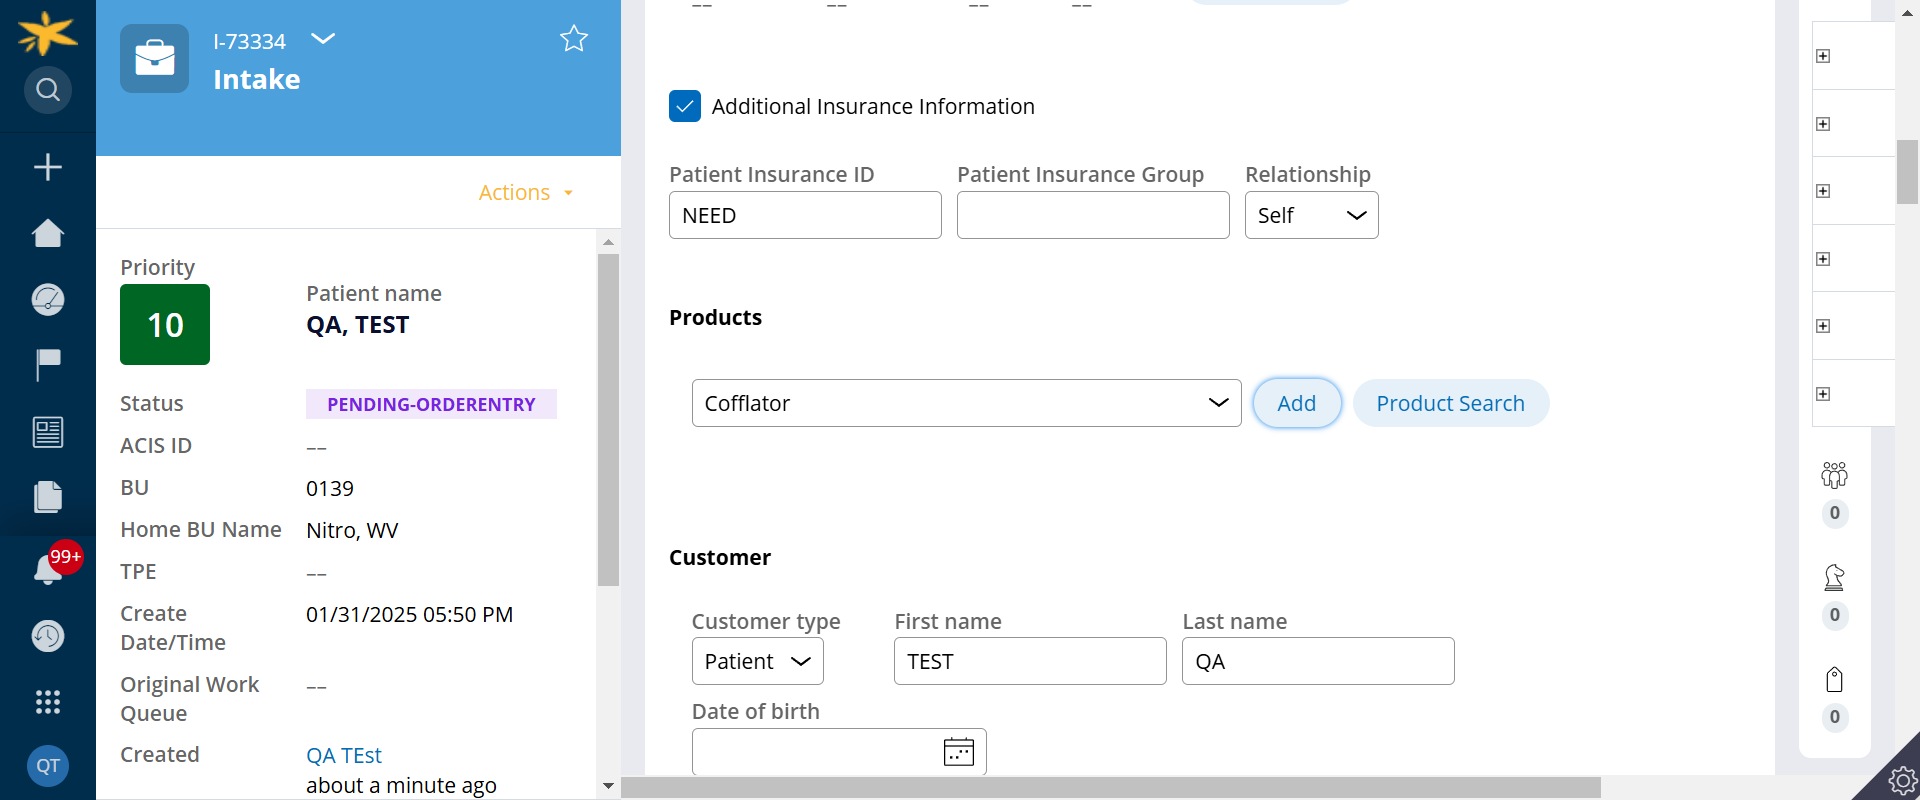 I-73334
Intake
Actions
Priority
10
Patient name
QA, TEST
Status
PENDING-ORDERENTRY
ACIS ID
––
BU
0139
Home BU Name
Nitro, WV
TPE
––
Create
Date/Time
01/31/2025 05:50 PM
Original Work
Queue
––
Created
QA TEst
about a minute ago
99+
QT
–– –– –– ––
Additional Insurance Information
Patient Insurance ID
Patient Insurance Group
Relationship
NEED
Self
Products
Cofflator
Add
Product Search
Customer
Customer type
First name
Last name
Patient
TEST
QA
Date of birth
0
0
0